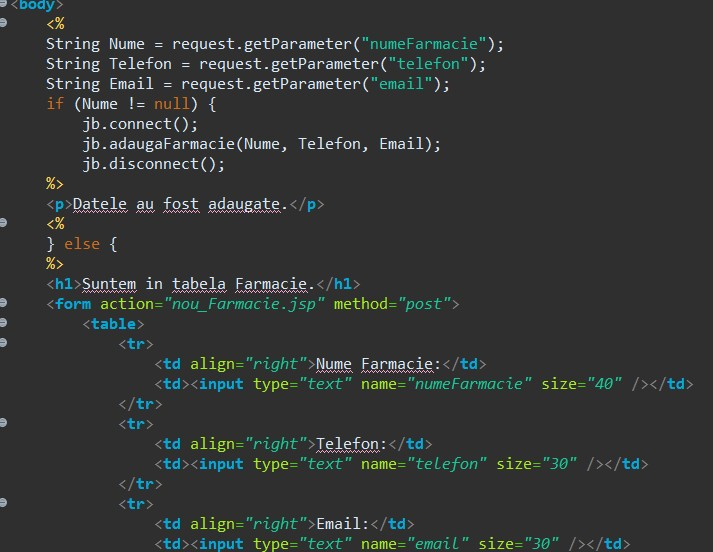 <body>
<%
String Nume = request.getParameter("numeFarmacie");
String Telefon = request.getParameter("telefon");
String Email = request.getParameter("email");
if (Nume != null) {
jb.connect();
jb.adaugaFarmacie(Nume, Telefon, Email);
jb.disconnect();
%>
<p>Datele au fost adaugate.</p>
<%
} else {
%>
<h1>Suntem in tabela Farmacie.</h1>
<form action="nou_Farmacie.jsp" method="post">
<table>
<tr>
<td align="right">Nume Farmacie:</td>
<td><input type="text" name="numeFarmacie" size="40" /></td>
</tr>
<tr>
<td align="right">Telefon:</td>
<td><input type="text" name="telefon" size="30" /></td>
</tr>
<tr>
<td align="right">Email:</td>
<td><input type="text" name="email" size="30" /></td>